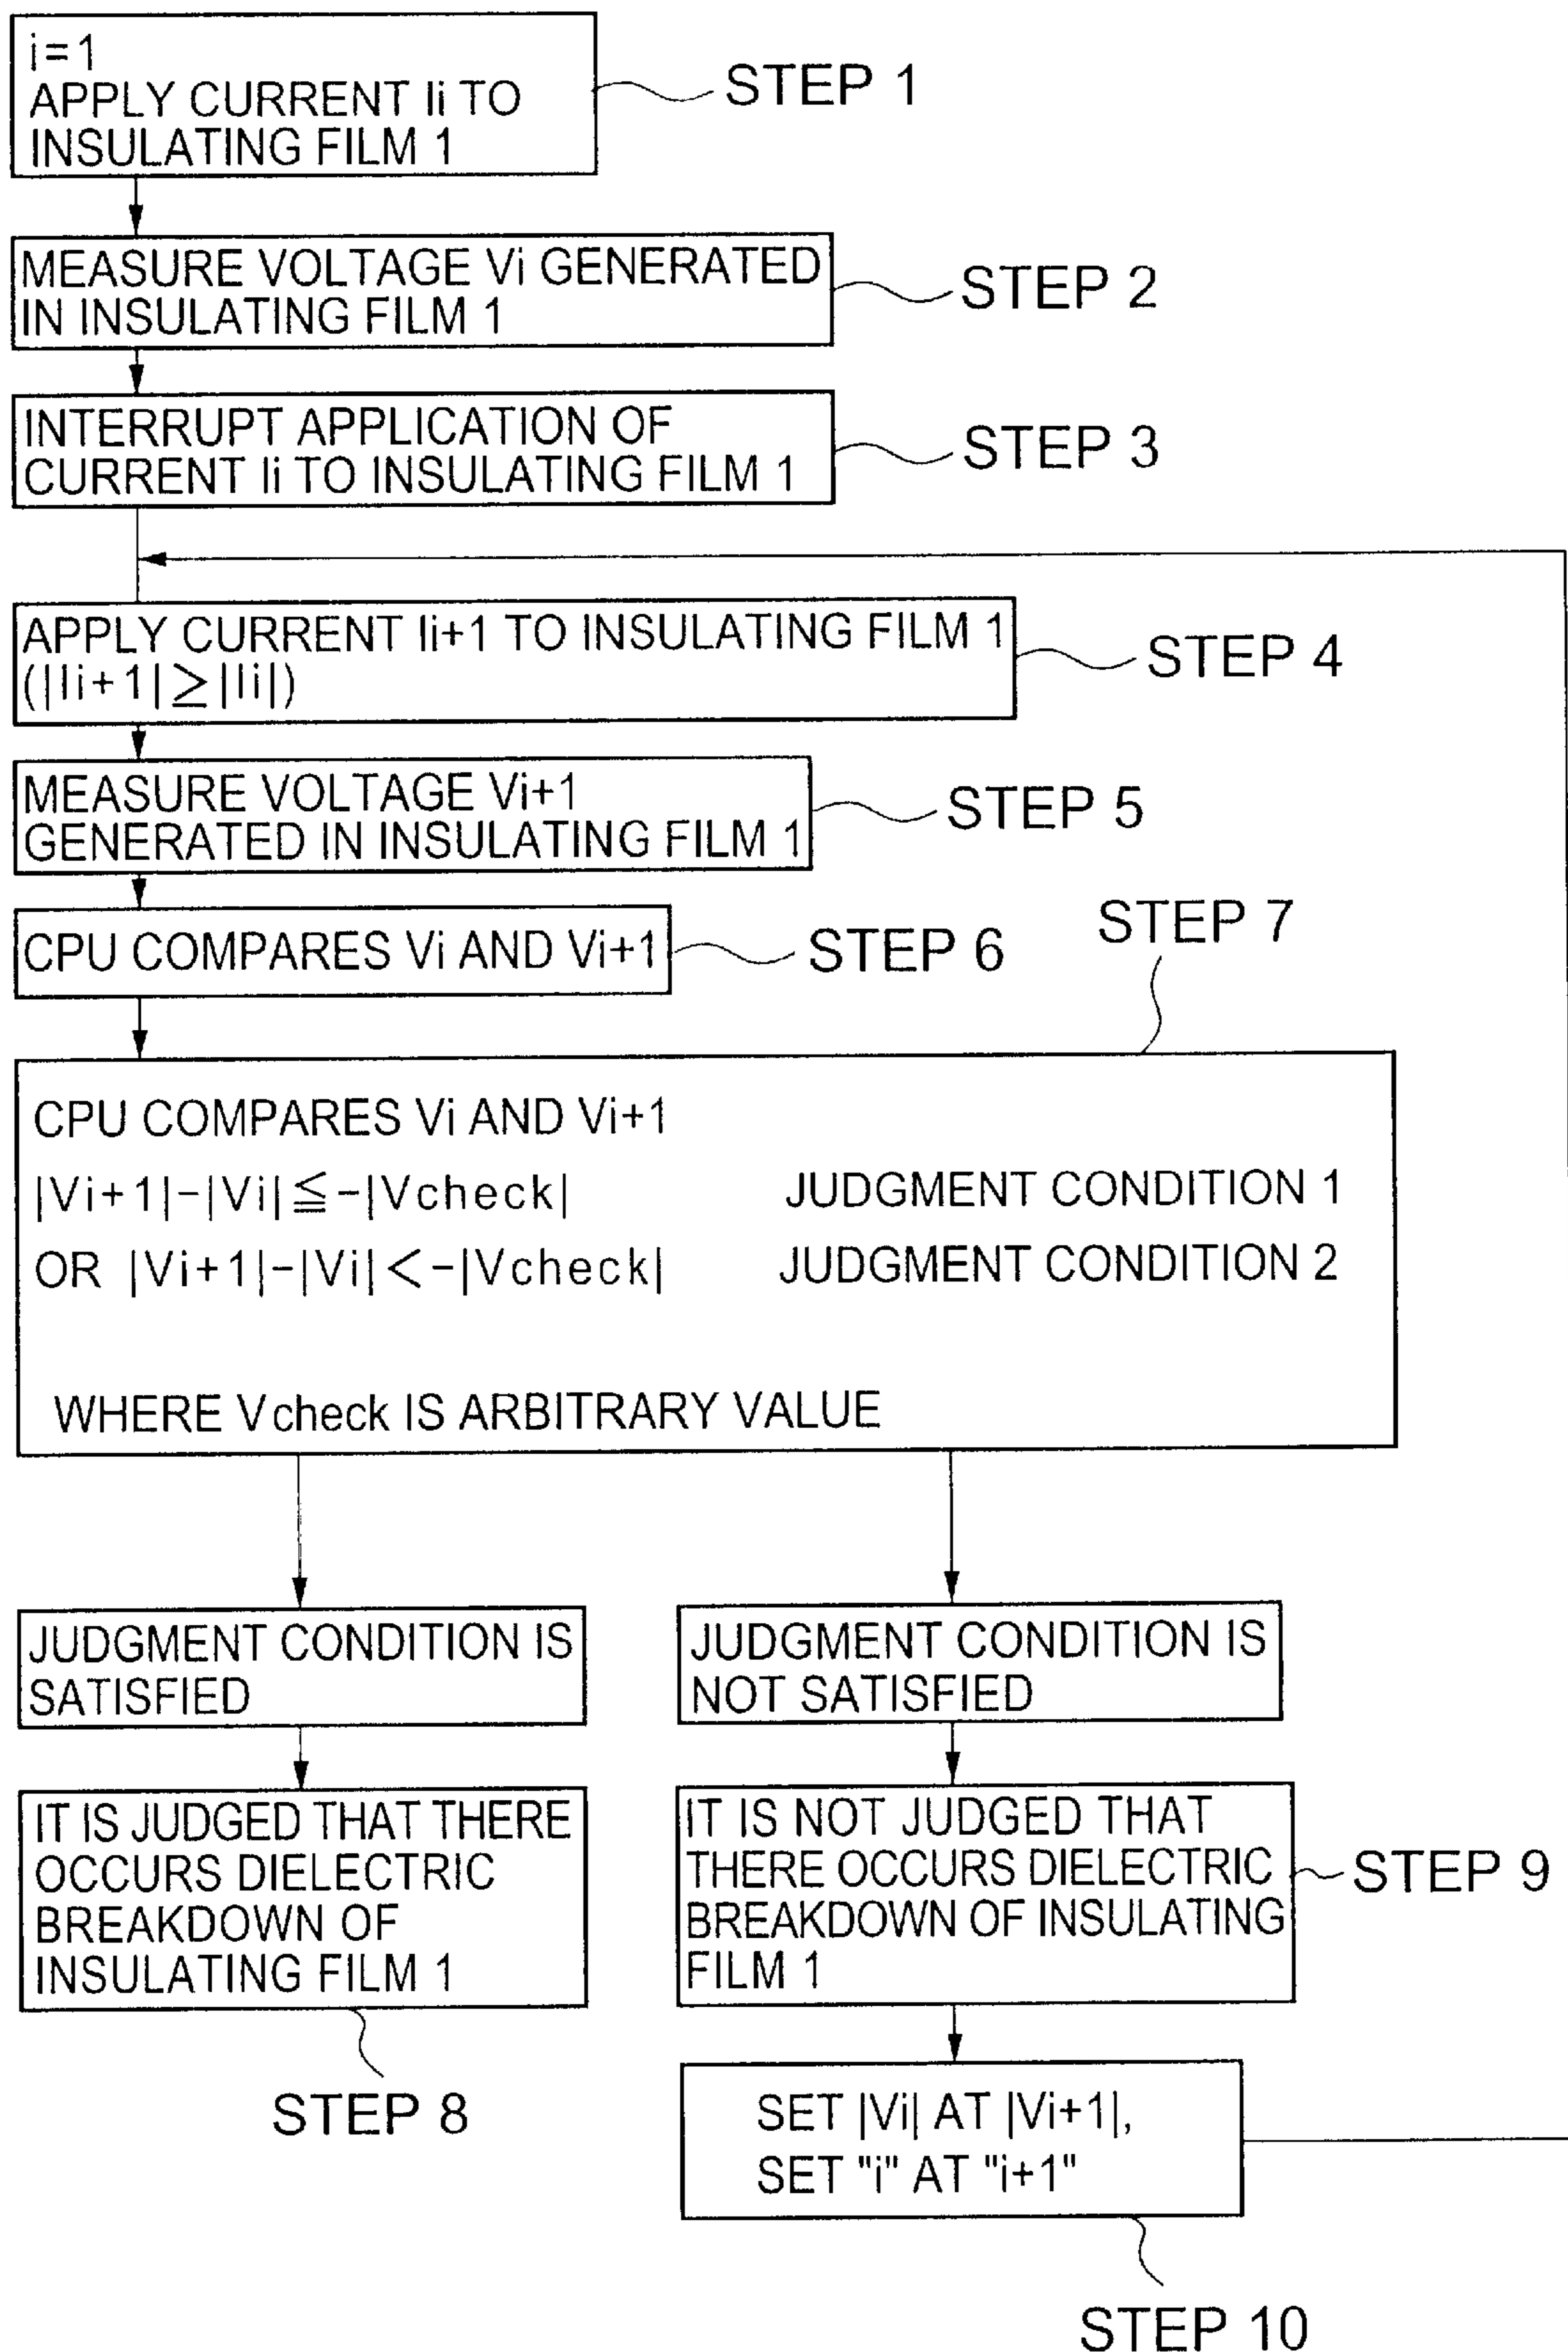 i=1
APPLY CURRENT Ii TO
INSULATING FILM 1
STEP 1
MEASURE VOLTAGE Vi GENERATED
IN INSULATING FILM 1
STEP 2
INTERRUPT APPLICATION OF
CURRENT Ii TO INSULATING FILM 1
STEP 3
APPLY CURRENT Ii+1 TO INSULATING FILM 1
(|Ii+1|≥|Ii|)
STEP 4
MEASURE VOLTAGE Vi+1
GENERATED IN INSULATING FILM 1
STEP 5
CPU COMPARES Vi AND Vi+1
STEP 6
STEP 7
CPU COMPARES Vi AND Vi+1
|Vi+1|-|Vi|≦-|Vcheck| JUDGMENT CONDITION 1
OR |Vi+1|-|Vi|<-|Vcheck| JUDGMENT CONDITION 2
WHERE Vcheck IS ARBITRARY VALUE
JUDGMENT CONDITION IS
SATISFIED
JUDGMENT CONDITION IS
NOT SATISFIED
IT IS JUDGED THAT THERE
OCCURS DIELECTRIC
BREAKDOWN OF
INSULATING FILM 1
STEP 8
IT IS NOT JUDGED THAT
THERE OCCURS DIELECTRIC
BREAKDOWN OF INSULATING
FILM 1
STEP 9
SET |Vi| AT |Vi+1|,
SET "i" AT "i+1"
STEP 10